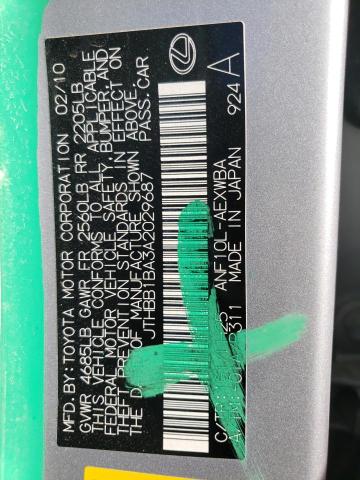 MFD.BY: TOYOTA MOTOR CORPORATION 02/10
GVWR 4685LB GAWR FR 2560LB RR 2205LB
THIS VEHICLE CONFORMS TO ALL APPLICABLE
FEDERAL MOTOR VEHICLE SAFETY, BUMPER, AND
THEFT PREVENTION STANDARDS IN EFFECT ON
THE DATE OF MANUFACTURE SHOWN ABOVE.
JTHBB1BA3A2029687 PASS.CAR
ANF10L-AEXWBA
311 MADE IN JAPAN 924 A